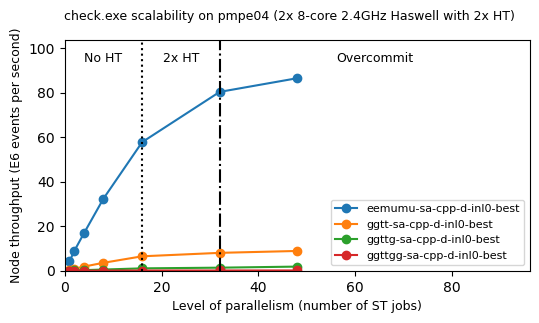 check.exe scalability on pmpe04 (2x 8-core 2.4GHz Haswell with 2x HT)
Node throughput (E6 events per second)
100
80
60
40
20
0
No HT
2x HT
Overcommit
eemumu-sa-cpp-d-inl0-best
ggtt-sa-cpp-d-inl0-best
ggttg-sa-cpp-d-inl0-best
ggttgg-sa-cpp-d-inl0-best
0
20
40
60
80
Level of parallelism (number of ST jobs)